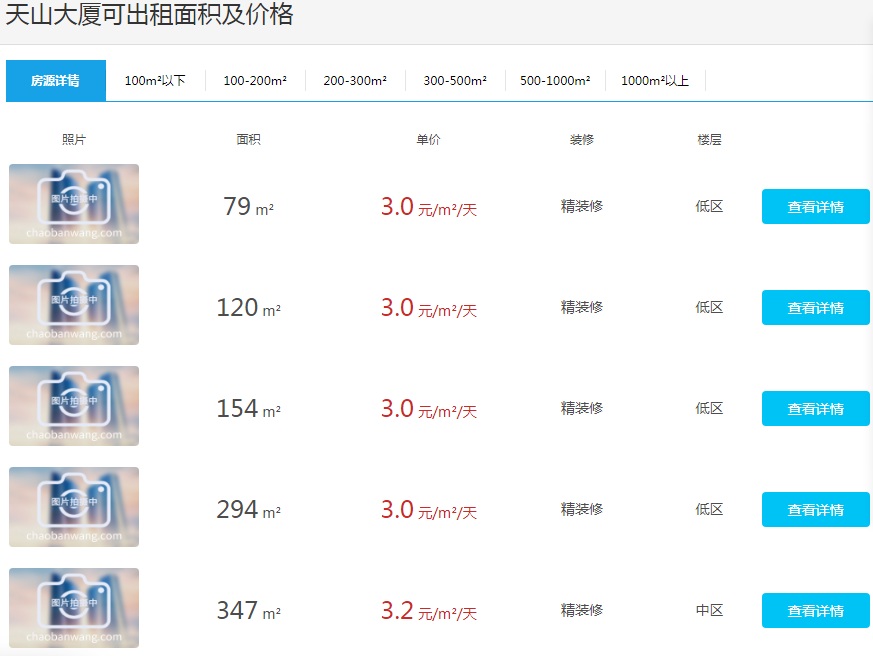 天山大厦可出租面积及价格
房源详情 100m²以下 100-200m² 200-300m² 300-500m² 500-1000m² 1000m²以上
照片 面积 单价 装修 楼层
图片拍摄中
chaobanwang.com
79 m² 3.0 元/m²/天 精装修 低区 查看详情
图片拍摄中
chaobanwang.com
120 m² 3.0 元/m²/天 精装修 低区 查看详情
图片拍摄中
chaobanwang.com
154 m² 3.0 元/m²/天 精装修 低区 查看详情
图片拍摄中
chaobanwang.com
294 m² 3.0 元/m²/天 精装修 低区 查看详情
图片拍摄中
chaobanwang.com
347 m² 3.2 元/m²/天 精装修 中区 查看详情